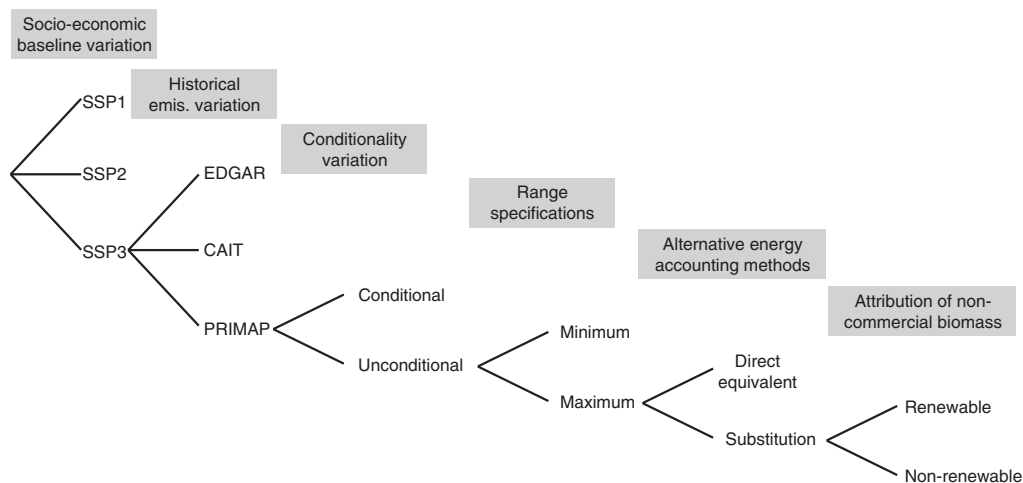 Socio-economic
baseline variation
SSP1
Historical
emis. variation
Conditionality
variation
SSP2
EDGAR
Range
specifications
SSP3
CAIT
Alternative energy
accounting methods
Conditional
Attribution of non-
commercial biomass
PRIMAP
Minimum
Unconditional
Direct
equivalent
Maximum
Renewable
Substitution
Non-renewable